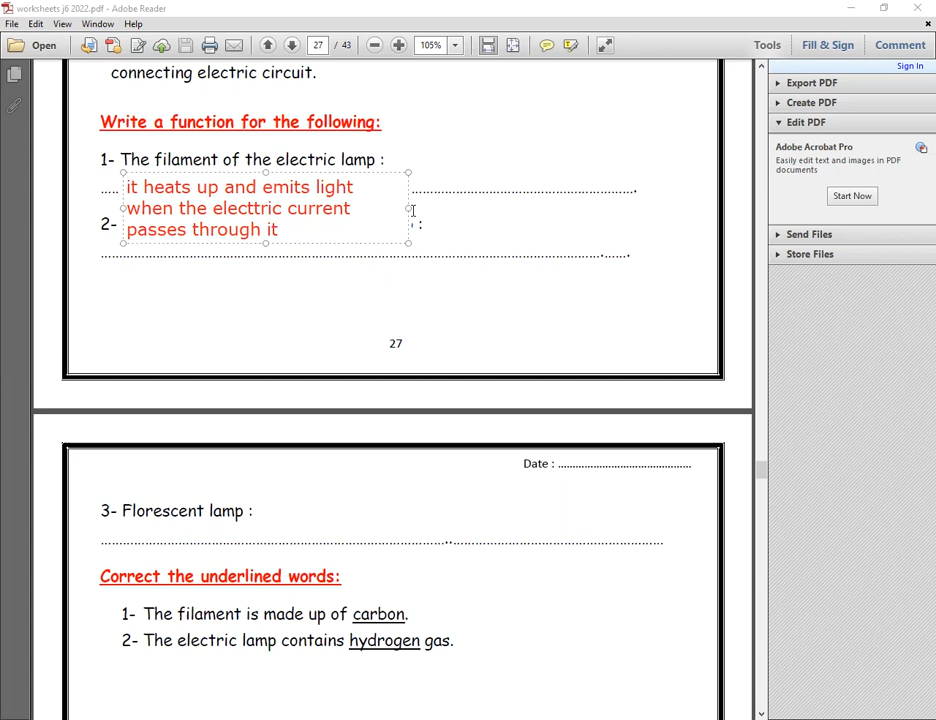 worksheets j6 2022.pdf - Adobe Reader
File Edit View Window Help
Open 27 / 43 105% Tools Fill & Sign Comment
Sign In
Export PDF
Create PDF
Edit PDF
Adobe Acrobat Pro
Easily edit text and images in PDF
documents
Start Now
Send Files
Store Files
connecting electric circuit.
Write a function for the following:
1- The filament of the electric lamp :
..... it heats up and emits light ...............................................................
when the electtric current
2- :
passes through it
...............................................................................................................................
27
Date : .............................................
3- Florescent lamp :
.......................................................................................................................................
Correct the underlined words:
1- The filament is made up of carbon.
2- The electric lamp contains hydrogen gas.